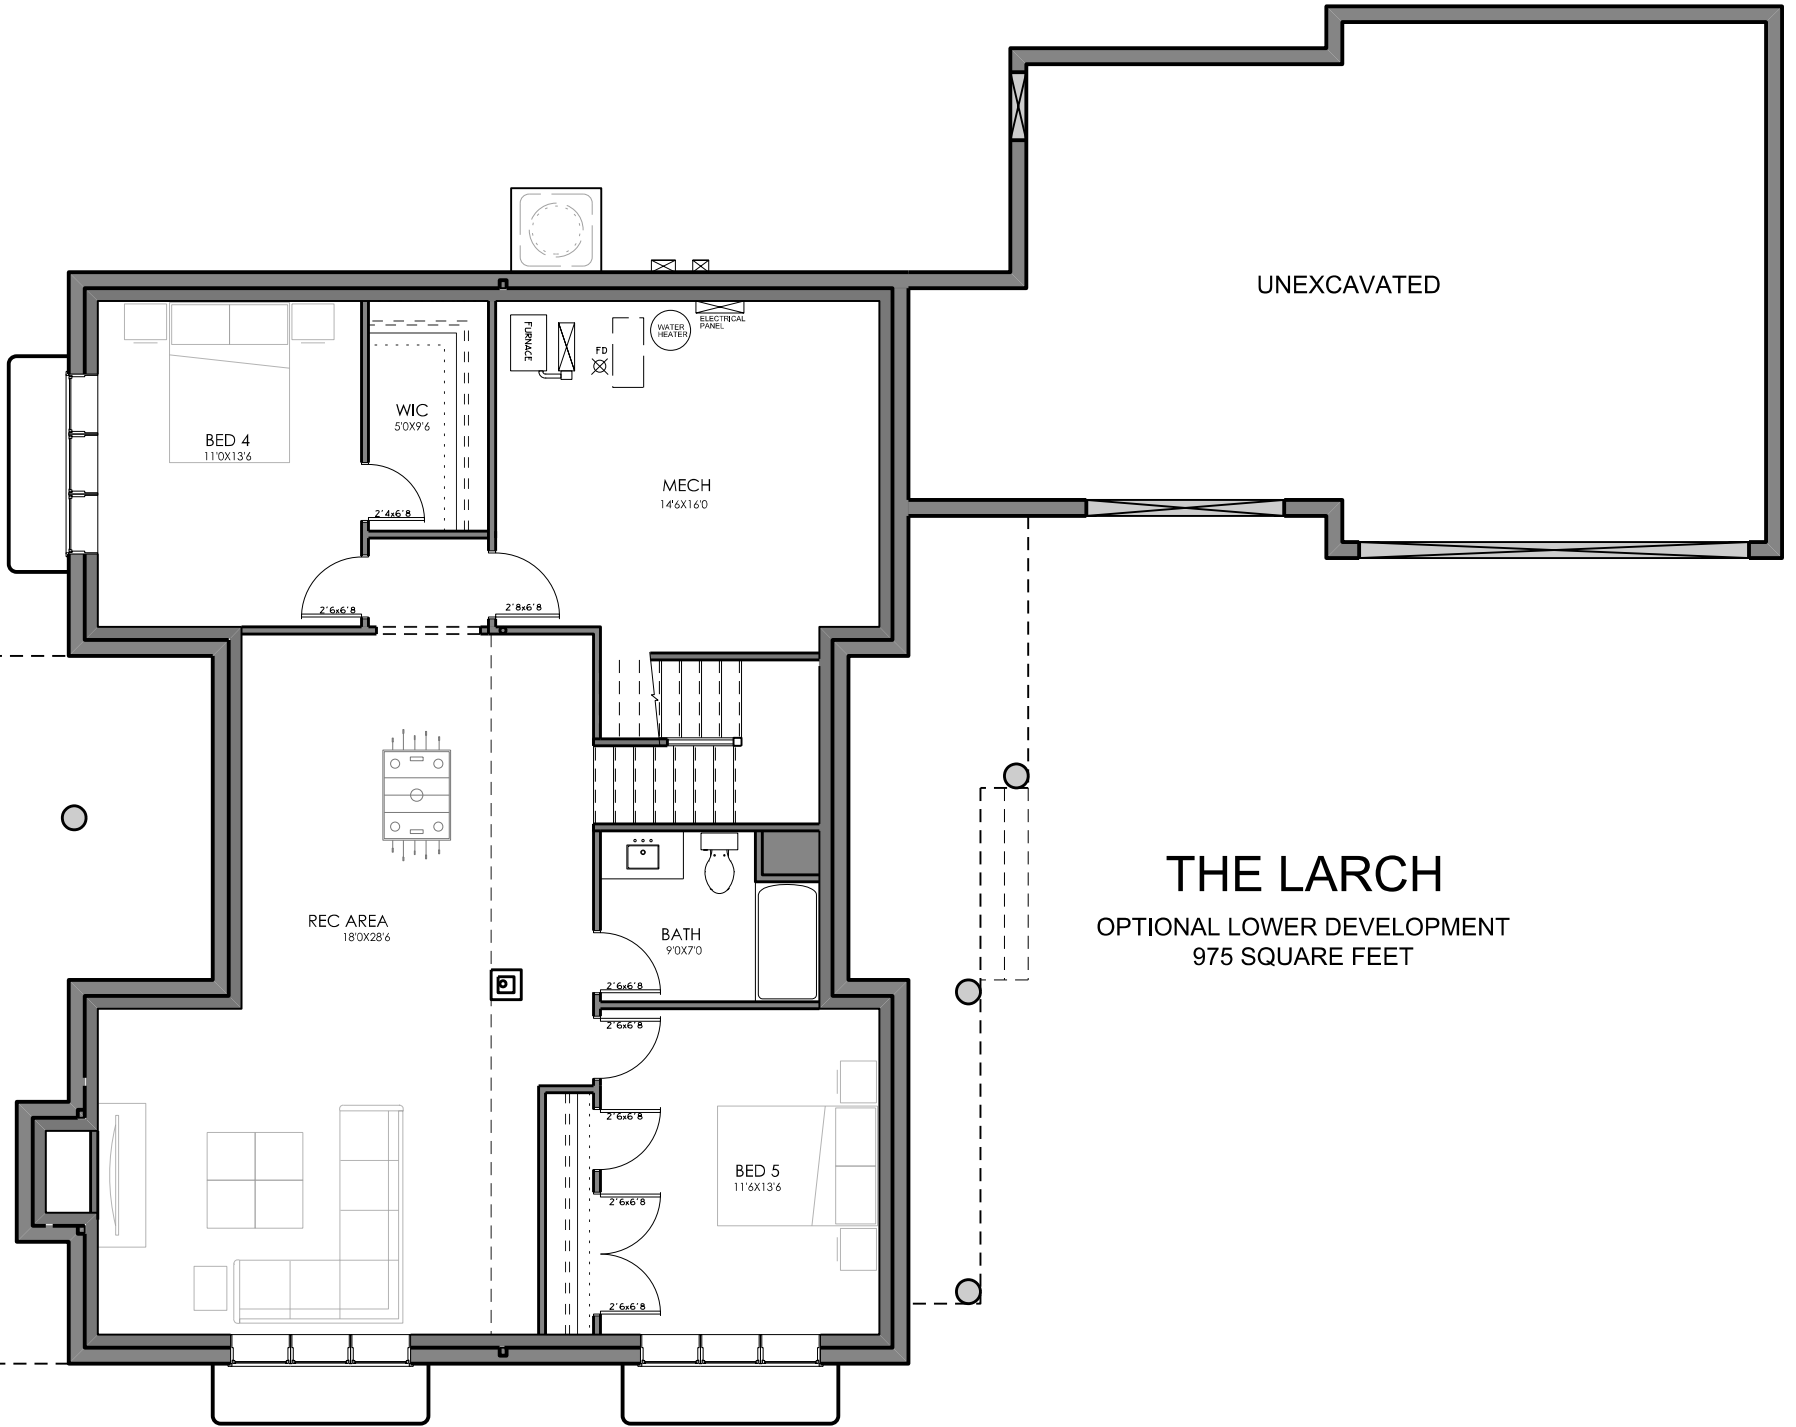 UNEXCAVATED
FURNACE
FD
WATER
HEATER
ELECTRICAL
PANEL
WIC
5'0X9'6
BED 4
11'0X13'6
MECH
14'6X16'0
2'4x6'8
2'6x6'8
2'8x6'8
THE LARCH
OPTIONAL LOWER DEVELOPMENT
975 SQUARE FEET
REC AREA
18'0X28'6
BATH
9'0X7'0
2'6x6'8
2'6x6'8
2'6x6'8
BED 5
11'6X13'6
2'6x6'8
2'6x6'8